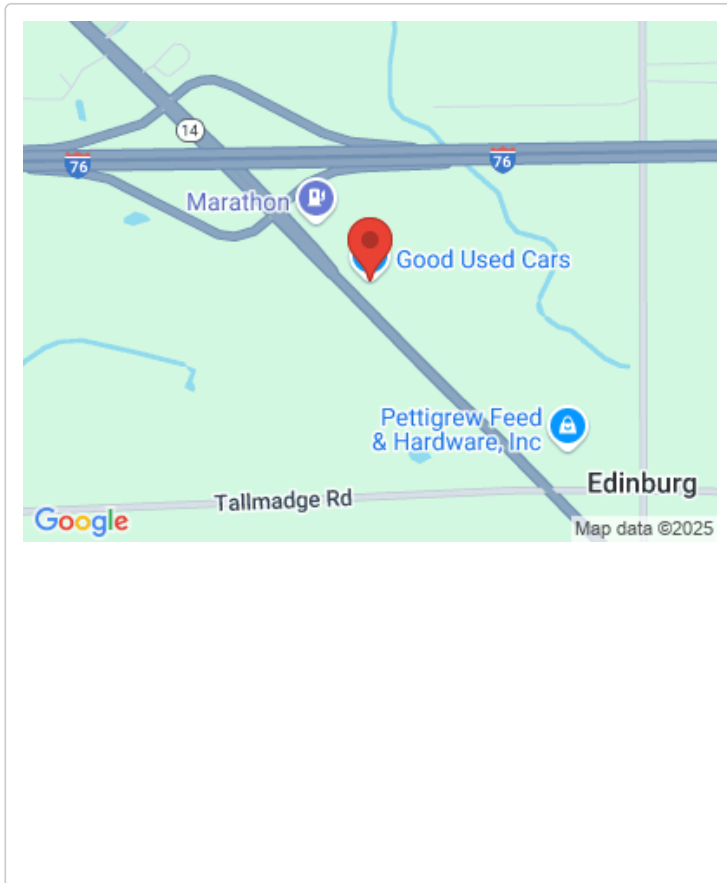 14
76
76
Marathon
Good Used Cars
Pettigrew Feed
& Hardware, Inc
Edinburg
Tallmadge Rd
Google
Map data ©2025